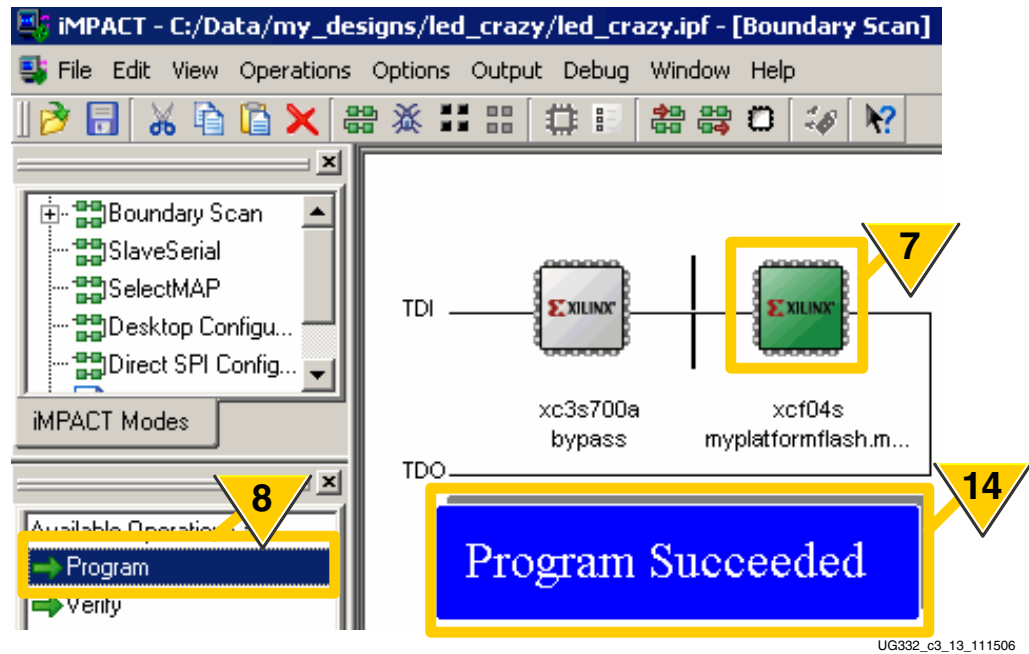 iMPACT - C:/Data/my_designs/led_crazy/led_crazy.ipf - [Boundary Scan]
File Edit View Operations Options Output Debug Window Help
Boundary Scan
SlaveSerial
SelectMAP
Desktop Configu...
Direct SPI Config...
iMPACT Modes
7
TDI
XILINX
XILINX
xc3s700a
bypass
xcf04s
myplatformflash.m...
TDO
8
Available Operation
Program
Verify
14
Program Succeeded
UG332_c3_13_111506